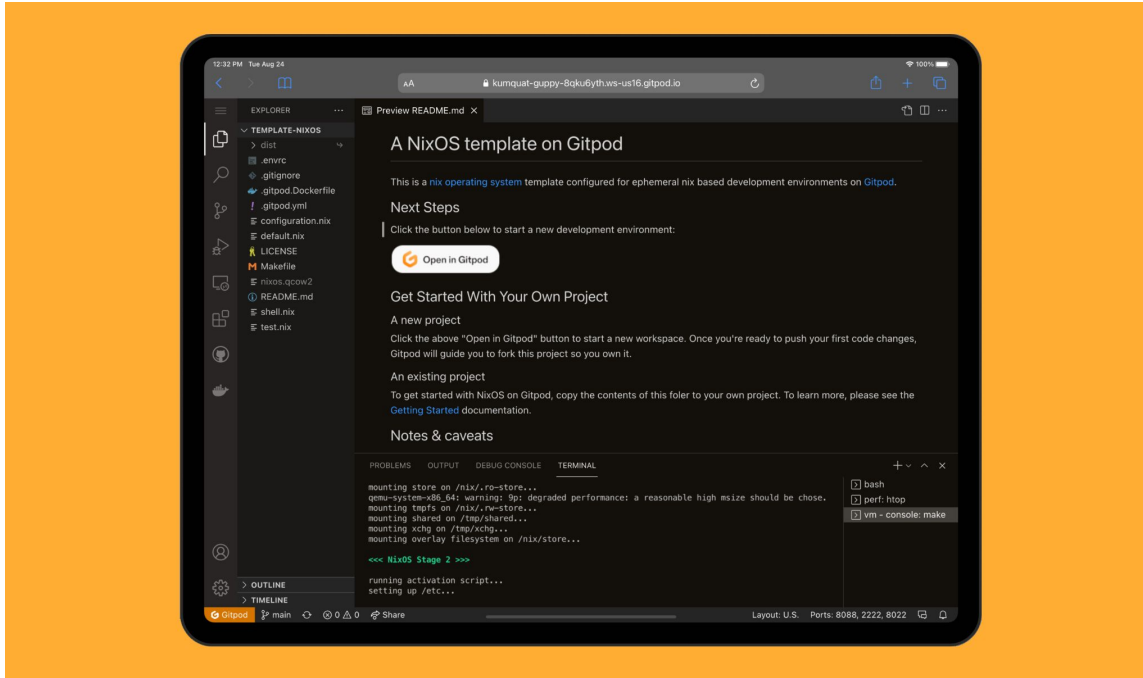 12:32 PM Tue Aug 24
100%
AA
kumquat-guppy-8qku6yth.ws-us16.gitpod.io
EXPLORER
Preview README.md
TEMPLATE-NIXOS
dist
.envrc
.gitignore
.gitpod.Dockerfile
.gitpod.yml
configuration.nix
default.nix
LICENSE
Makefile
nixos.qcow2
README.md
shell.nix
test.nix
OUTLINE
TIMELINE
A NixOS template on Gitpod
This is a nix operating system template configured for ephemeral nix based development environments on Gitpod.
Next Steps
Click the button below to start a new development environment:
Open in Gitpod
Get Started With Your Own Project
A new project
Click the above "Open in Gitpod" button to start a new workspace. Once you're ready to push your first code changes,
Gitpod will guide you to fork this project so you own it.
An existing project
To get started with NixOS on Gitpod, copy the contents of this foler to your own project. To learn more, please see the
Getting Started documentation.
Notes & caveats
PROBLEMS OUTPUT DEBUG CONSOLE TERMINAL
mounting store on /nix/.ro-store...
qemu-system-x86_64: warning: 9p: degraded performance: a reasonable high msize should be chose.
mounting tmpfs on /nix/.rw-store...
mounting shared on /tmp/shared...
mounting xchg on /tmp/xchg...
mounting overlay filesystem on /nix/store...
<<< NixOS Stage 2 >>>
running activation script...
setting up /etc...
bash
perf: htop
vm - console: make
Gitpod main 0 0 Share Layout: U.S. Ports: 8088, 2222, 8022